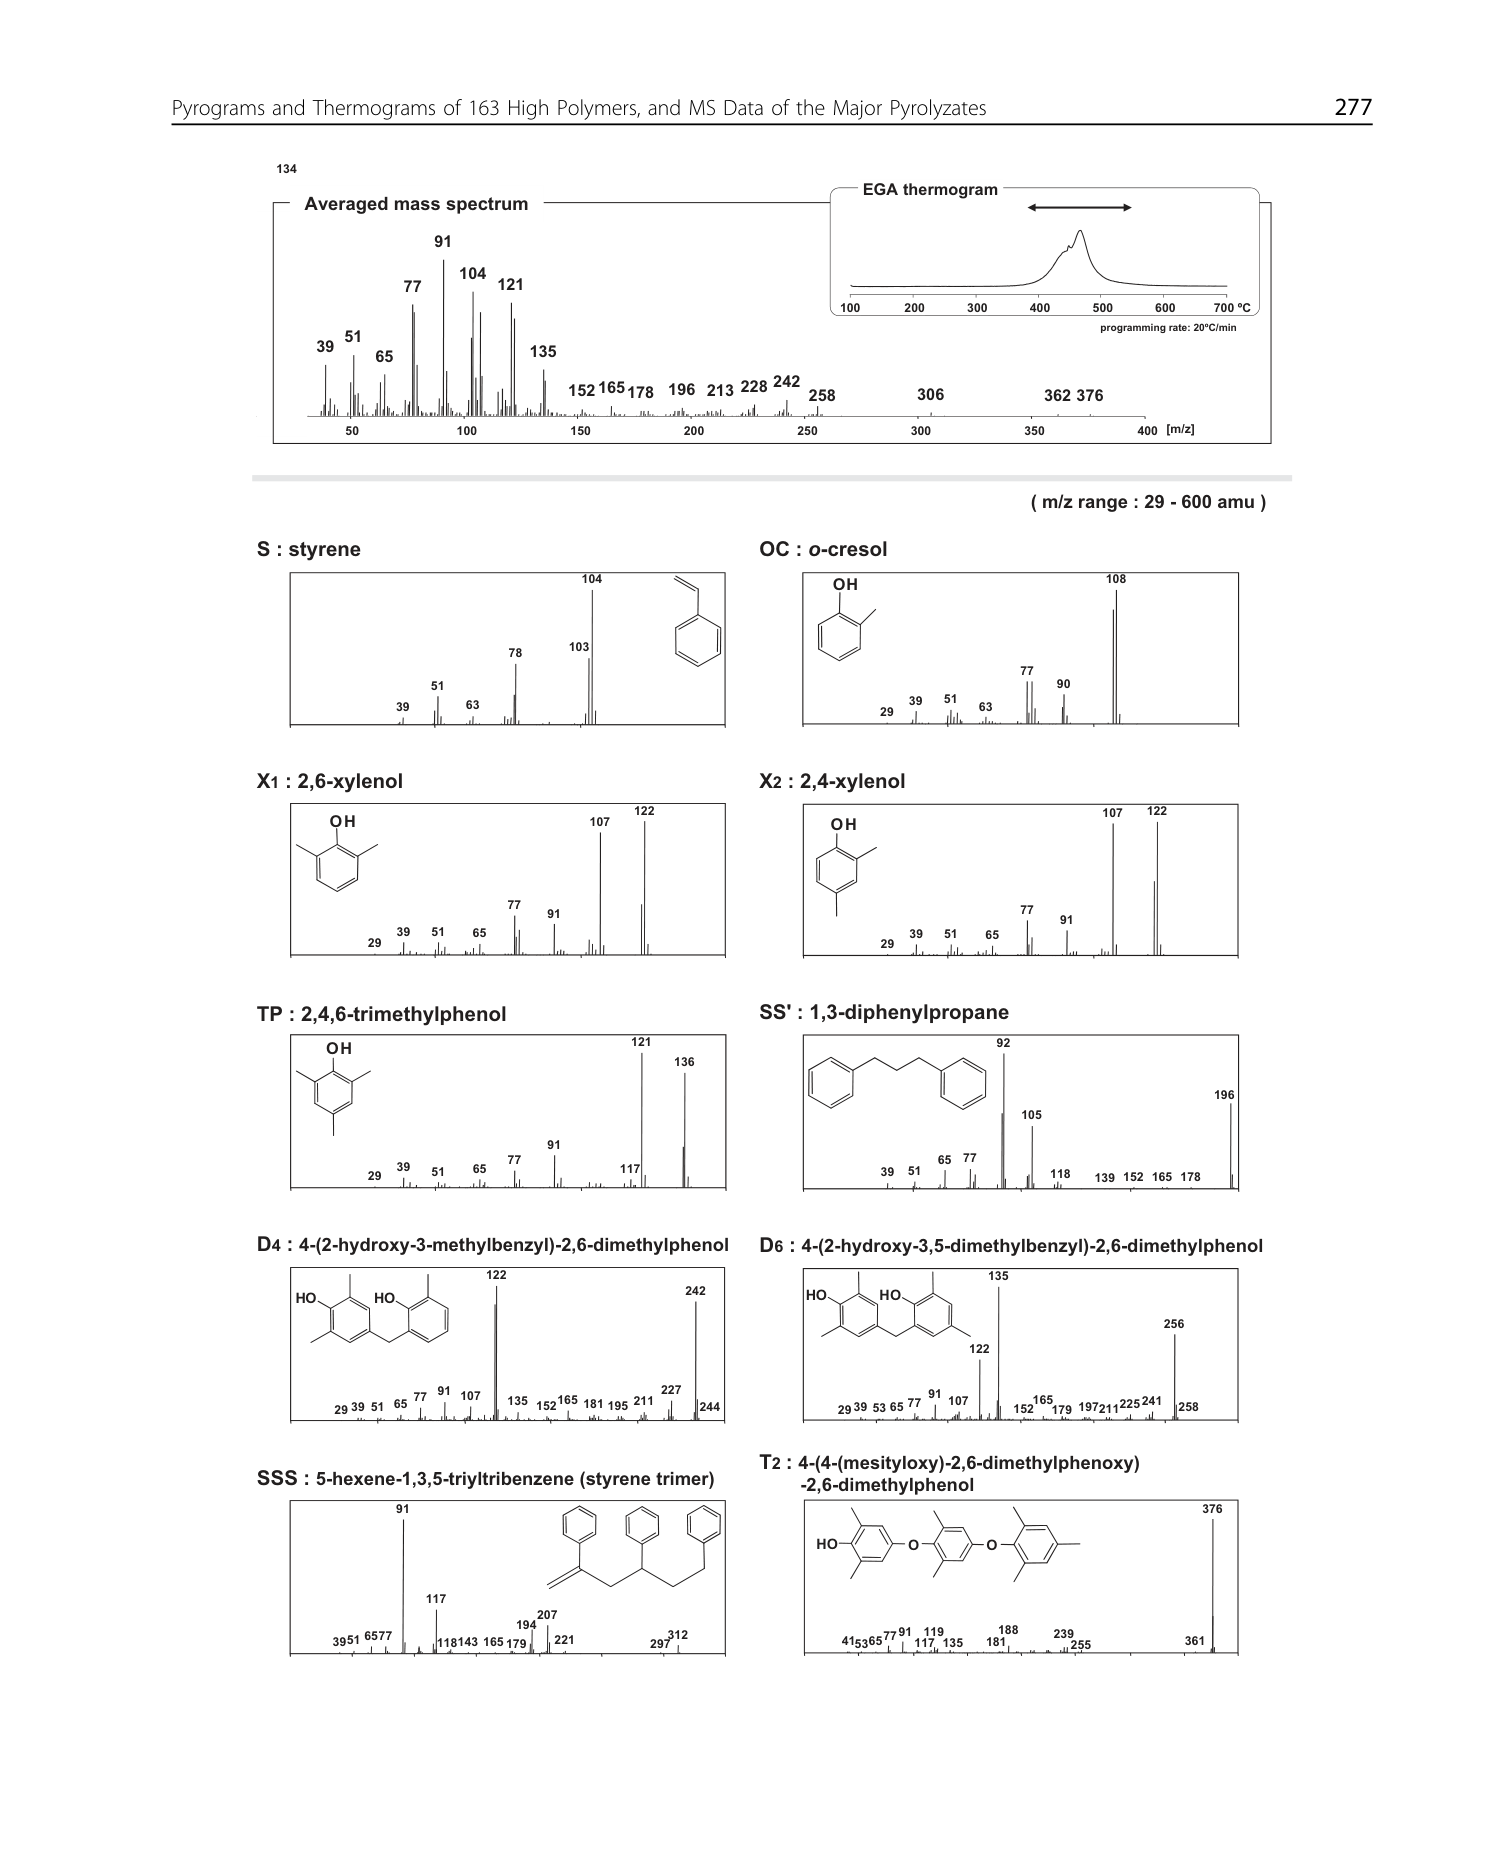 Pyrograms and Thermograms of 163 High Polymers, and MS Data of the Major Pyrolyzates 277
134
Averaged mass spectrum
EGA thermogram
91
104
77
121
51
39
65
135
152 165 178 196 213 228 242 258 306 362 376
100 200 300 400 500 600 700 ºC
programming rate: 20ºC/min
50 100 150 200 250 300 350 400 [m/z]
( m/z range : 29 - 600 amu )
S : styrene
104
103
78
51
39
63
OC : o-cresol
OH
108
77
90
29 39 51 63
X1 : 2,6-xylenol
OH
107
122
77
91
29 39 51 65
X2 : 2,4-xylenol
OH
107
122
77
91
29 39 51 65
TP : 2,4,6-trimethylphenol
OH
121
136
91
29 39 51 65 77 117
SS' : 1,3-diphenylpropane
92
196
105
39 51 65 77 118 139 152 165 178
D4 : 4-(2-hydroxy-3-methylbenzyl)-2,6-dimethylphenol
HO
HO
122
242
29 39 51 65 77 91 107 135 152 165 181 195 211 227 244
D6 : 4-(2-hydroxy-3,5-dimethylbenzyl)-2,6-dimethylphenol
HO
HO
135
256
122
29 39 53 65 77 91 107 152 165 179 197 211 225 241 258
SSS : 5-hexene-1,3,5-triyltribenzene (styrene trimer)
91
117
39 51 65 77 118 143 165 179 194 207 221 297 312
T2 : 4-(4-(mesityloxy)-2,6-dimethylphenoxy)
-2,6-dimethylphenol
HO
O
O
376
41 53 65 77 91 117 119 135 181 188 239 255 361